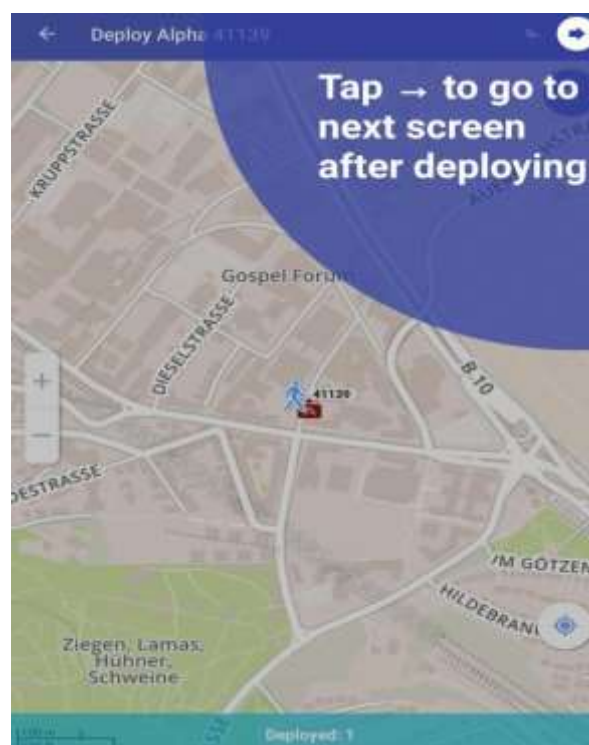 ← Deploy Alpha 41139
Tap → to go to
next screen
after deploying
KRUPPSTRASSE
Gospel Forum
DIESELSTRASSE
B 10
41139
+
−
DESTRASSE
IM GÖTZEN
HILDEBRAN
Ziegen, Lamas,
Hühner,
Schweine
Deployed: 1